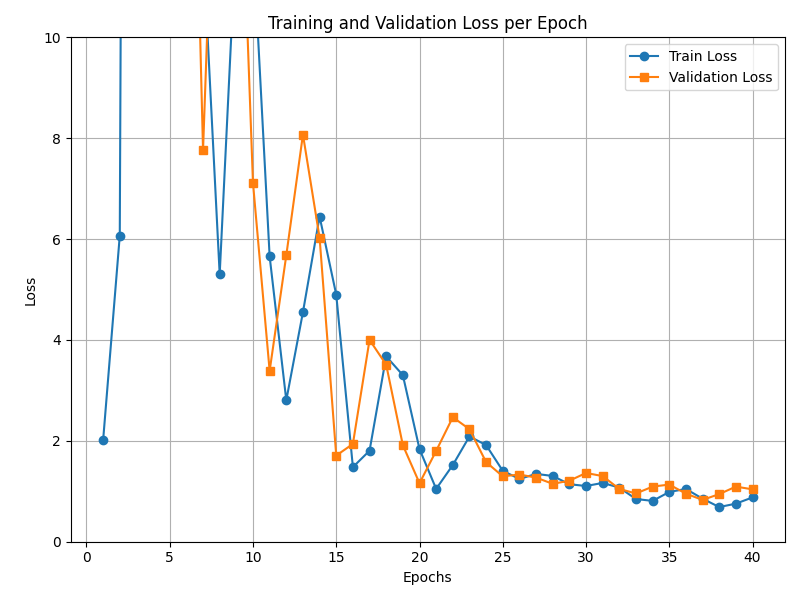 Training and Validation Loss per Epoch
Train Loss
Validation Loss
Loss
10
8
6
4
2
0
0 5 10 15 20 25 30 35 40
Epochs